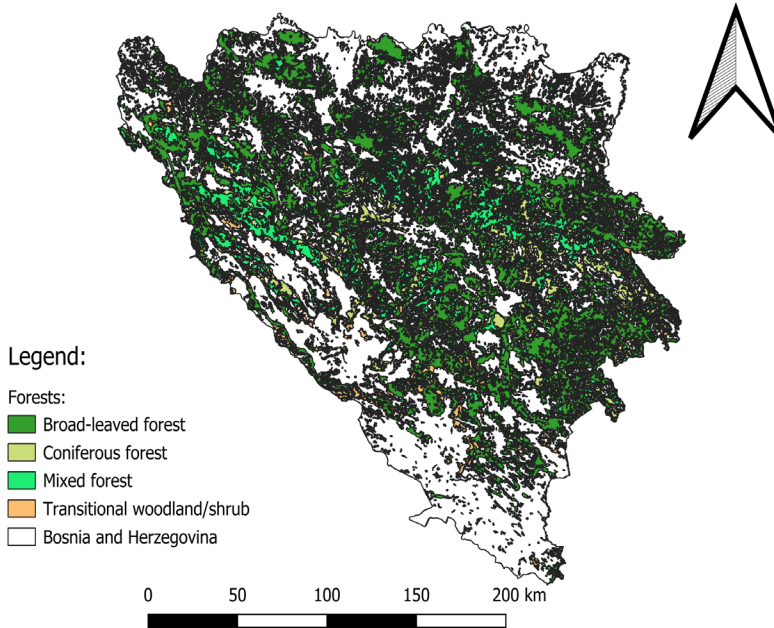 Legend:
Forests:
Broad-leaved forest
Coniferous forest
Mixed forest
Transitional woodland/shrub
Bosnia and Herzegovina
0 50 100 150 200 km